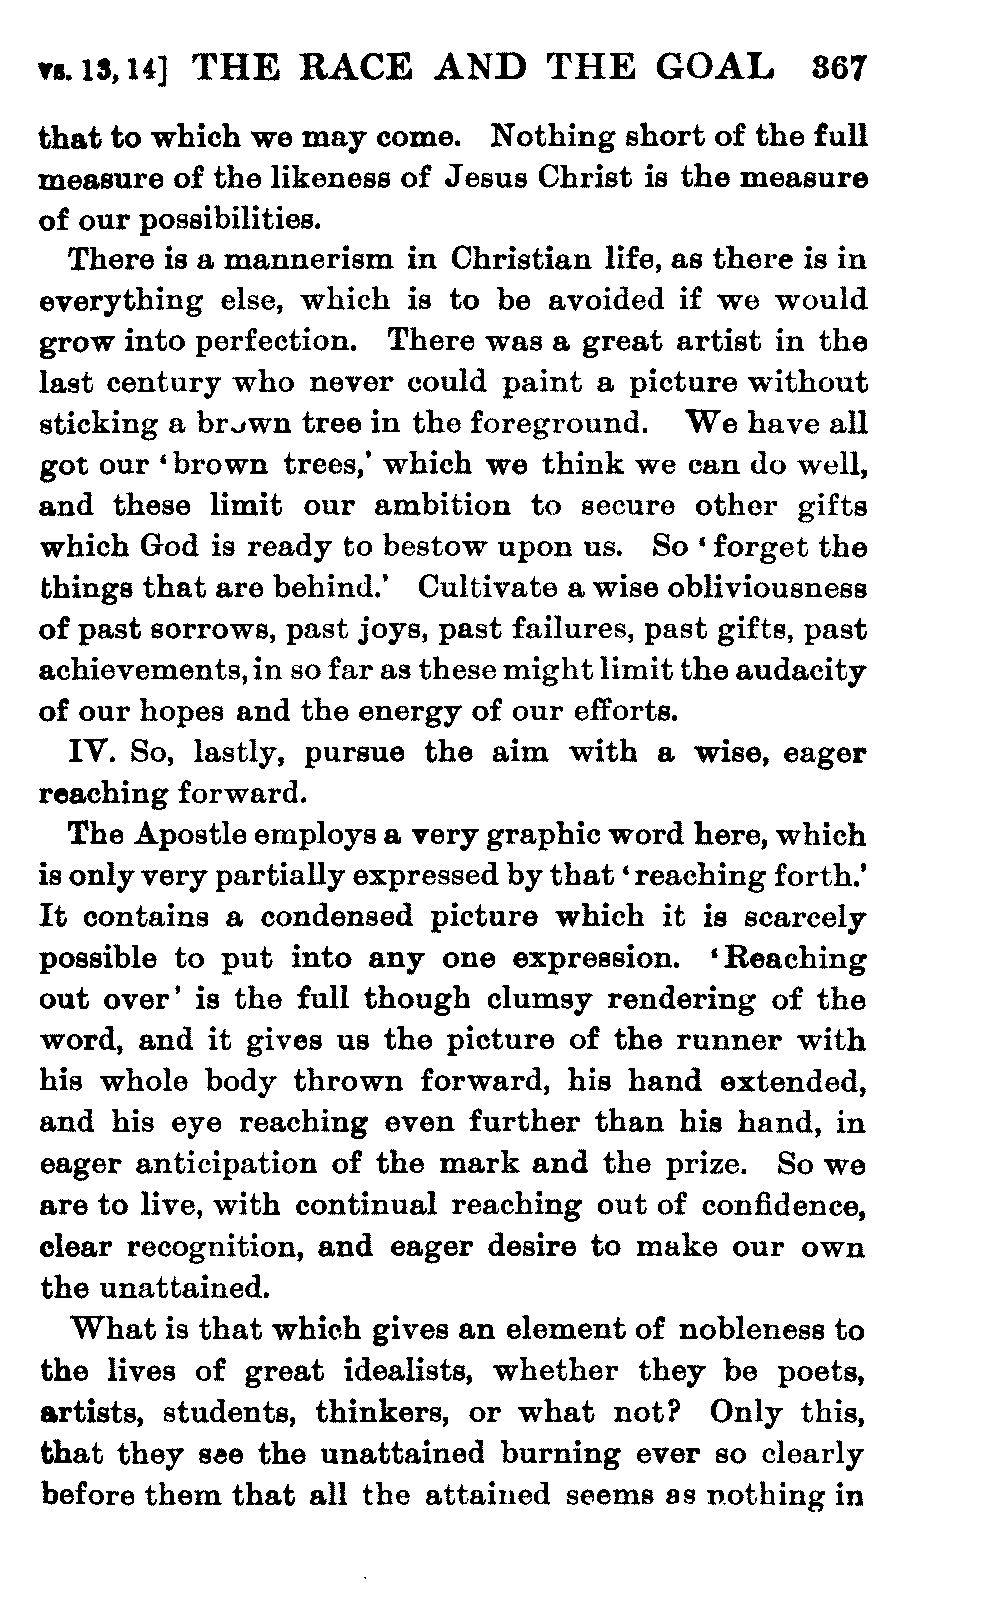 vs. 13, 14] THE RACE AND THE GOAL 367
that to which we may come. Nothing short of the full
measure of the likeness of Jesus Christ is the measure
of our possibilities.
There is a mannerism in Christian life, as there is in
everything else, which is to be avoided if we would
grow into perfection. There was a great artist in the
last century who never could paint a picture without
sticking a brown tree in the foreground. We have all
got our ‘brown trees,’ which we think we can do well,
and these limit our ambition to secure other gifts
which God is ready to bestow upon us. So ‘forget the
things that are behind.’ Cultivate a wise obliviousness
of past sorrows, past joys, past failures, past gifts, past
achievements, in so far as these might limit the audacity
of our hopes and the energy of our efforts.
IV. So, lastly, pursue the aim with a wise, eager
reaching forward.
The Apostle employs a very graphic word here, which
is only very partially expressed by that ‘reaching forth.’
It contains a condensed picture which it is scarcely
possible to put into any one expression. ‘Reaching
out over’ is the full though clumsy rendering of the
word, and it gives us the picture of the runner with
his whole body thrown forward, his hand extended,
and his eye reaching even further than his hand, in
eager anticipation of the mark and the prize. So we
are to live, with continual reaching out of confidence,
clear recognition, and eager desire to make our own
the unattained.
What is that which gives an element of nobleness to
the lives of great idealists, whether they be poets,
artists, students, thinkers, or what not? Only this,
that they see the unattained burning ever so clearly
before them that all the attained seems as nothing in